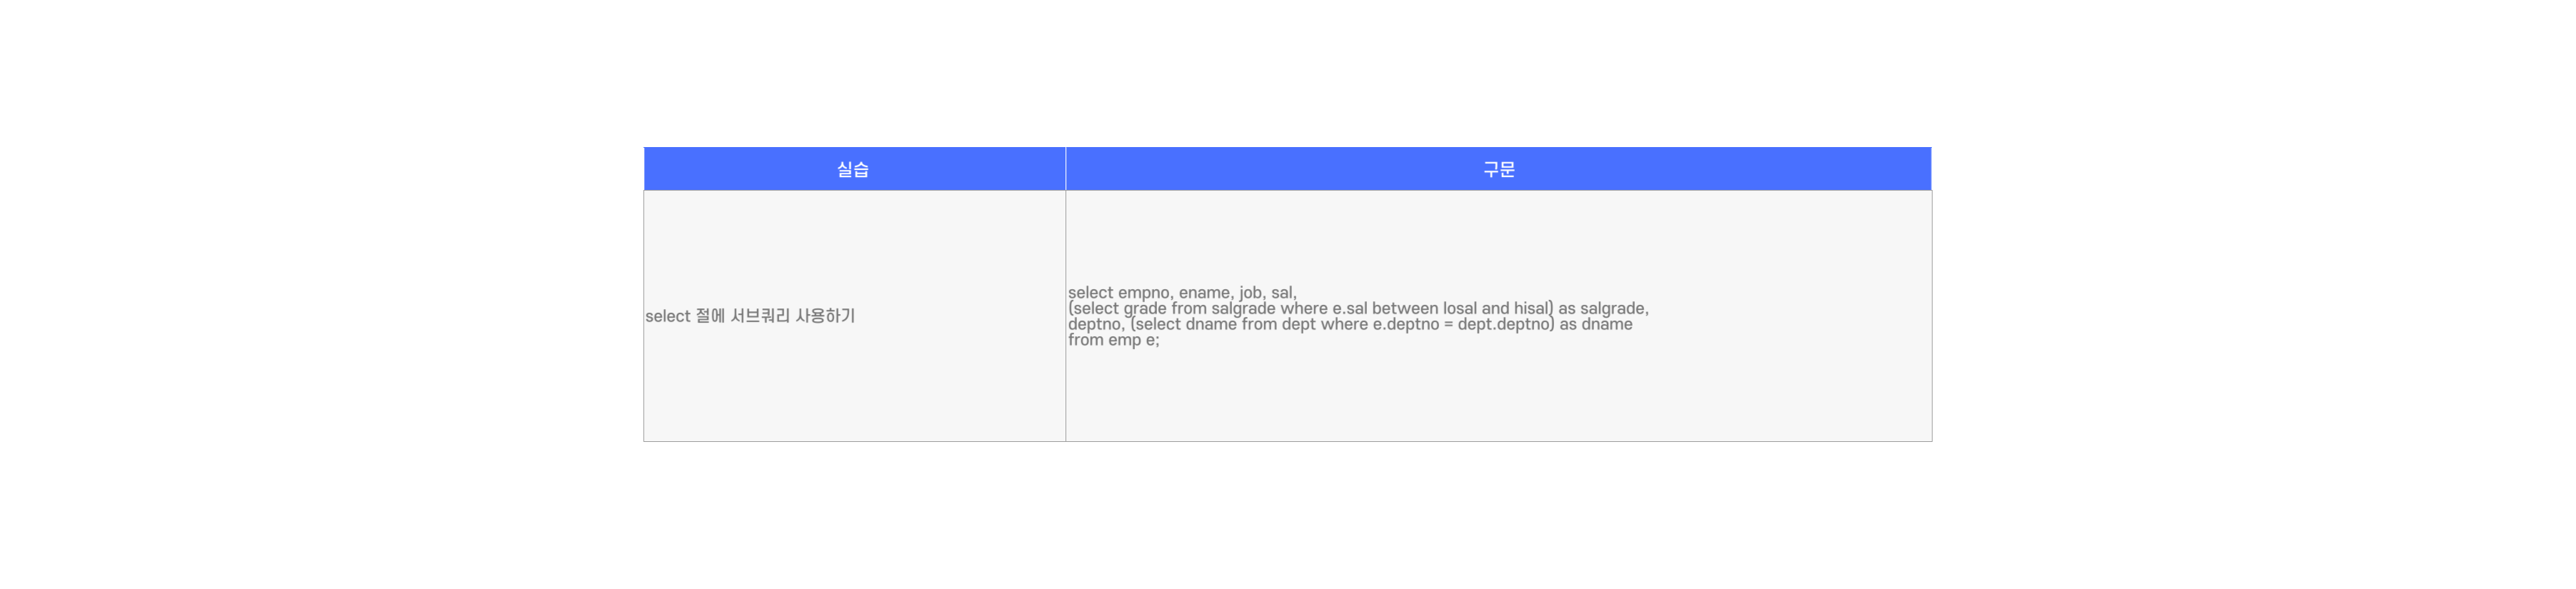 실습
구문
select 절에 서브쿼리 사용하기
select empno, ename, job, sal,
(select grade from salgrade where e.sal between losal and hisal) as salgrade,
deptno, (select dname from dept where e.deptno = dept.deptno) as dname
from emp e;